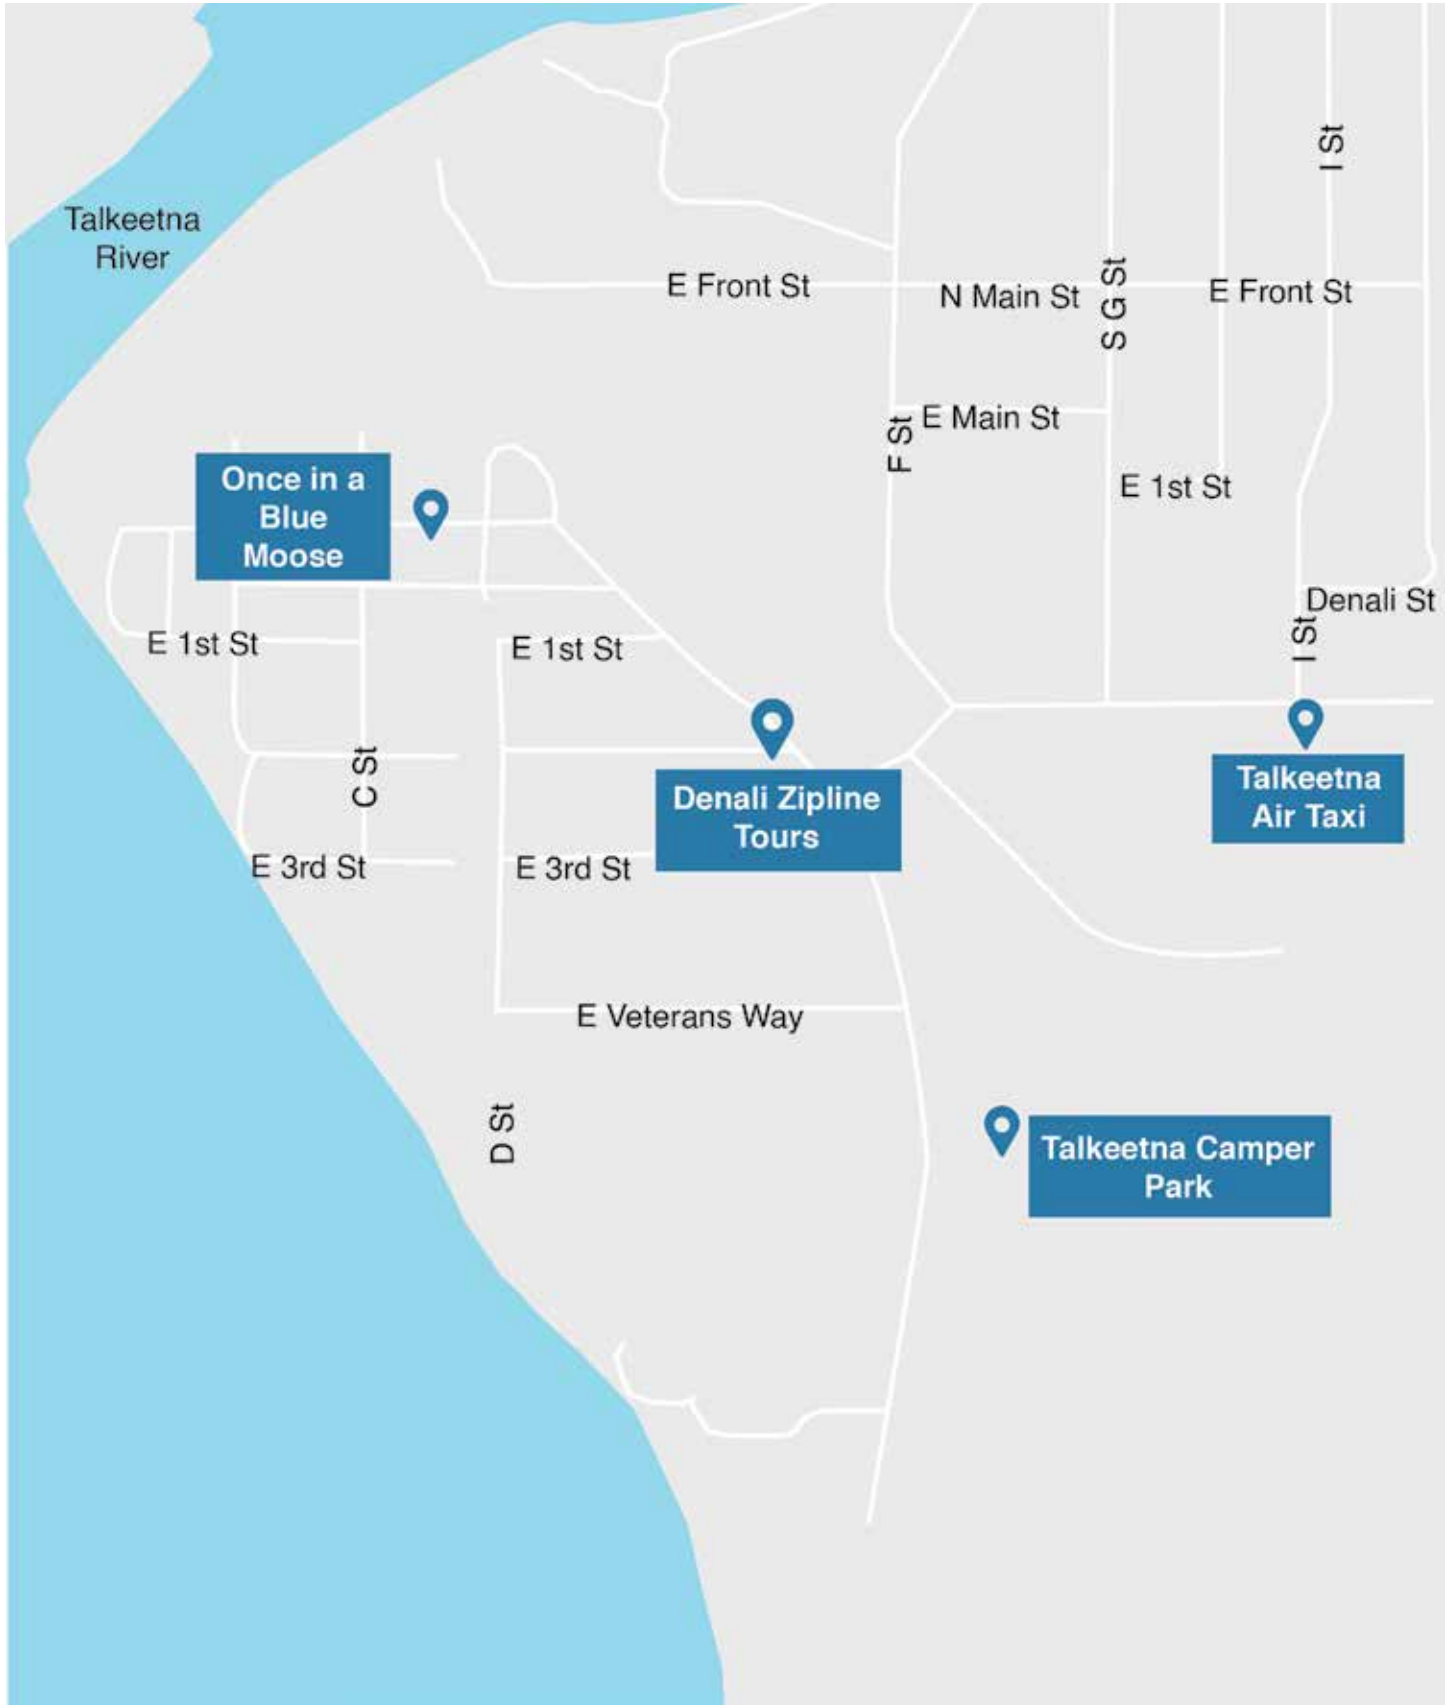 I St
Talkeetna
River
E Front St
N Main St
S G St
E Front St
F St
E Main St
Once in a
Blue
Moose
E 1st St
Denali St
I St
E 1st St
E 1st St
C St
Denali Zipline
Tours
Talkeetna
Air Taxi
E 3rd St
E 3rd St
E Veterans Way
D St
Talkeetna Camper
Park